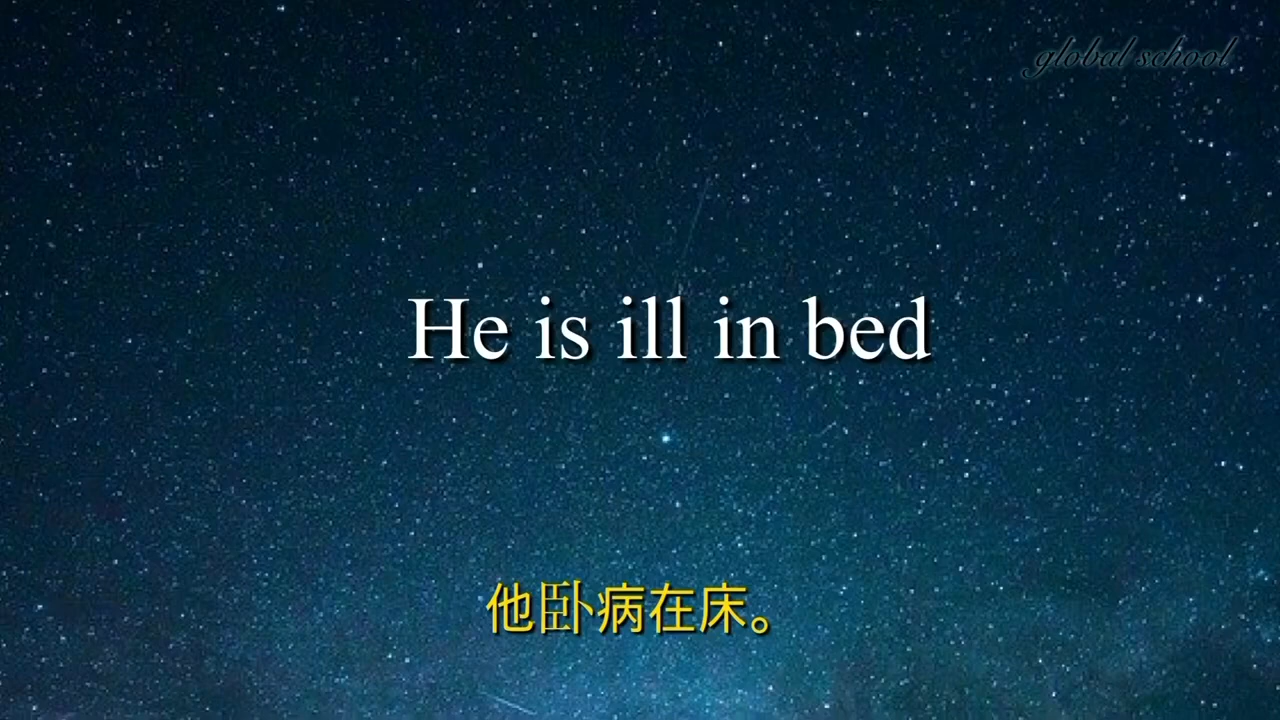 global school
He is ill in bed
他卧病在床。